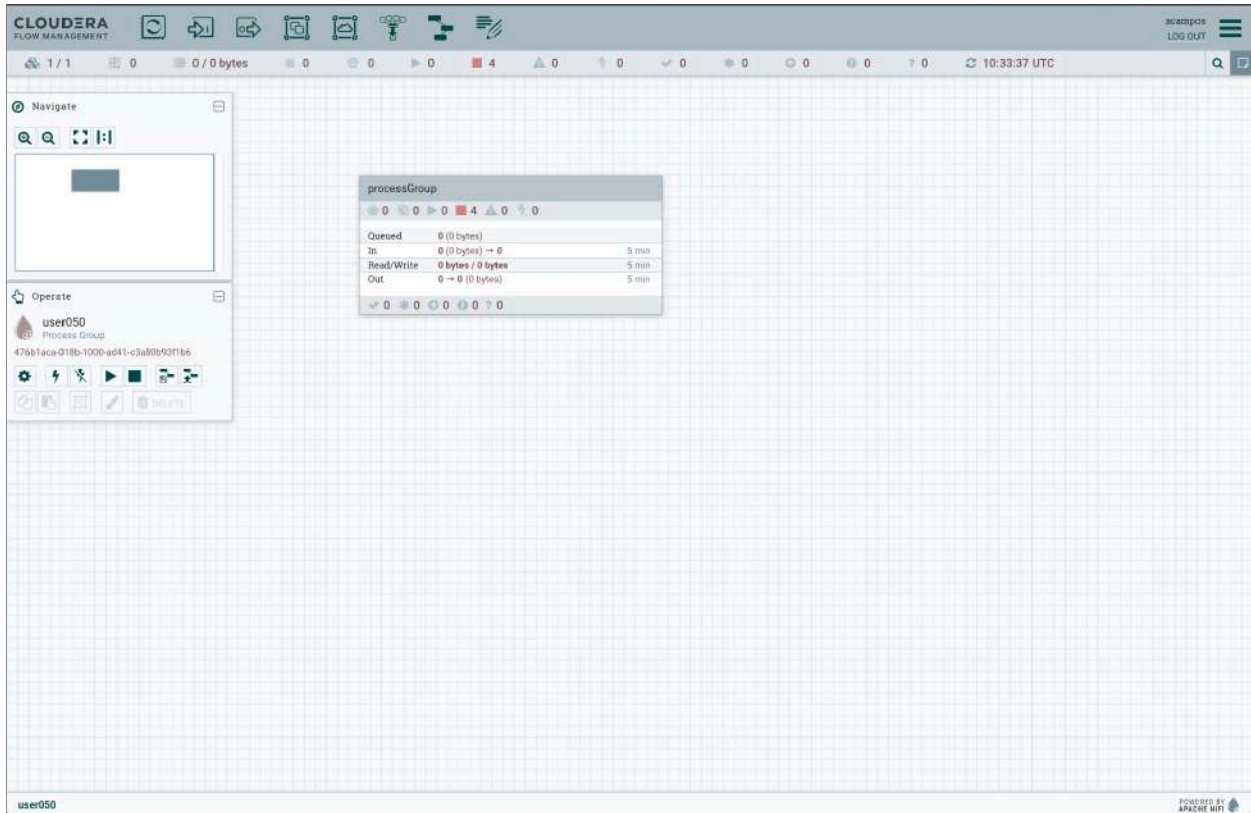 CLOUDERA
FLOW MANAGEMENT
acampos
LOG OUT
1 / 1 0 0 / 0 bytes 0 0 0 4 0 0 0 0 0 0 ? 0 10:33:37 UTC
Navigate
processGroup
0 0 0 4 0 0
Queued 0 (0 bytes)
In 0 (0 bytes) → 0 5 min
Read/Write 0 bytes / 0 bytes 5 min
Out 0 → 0 (0 bytes) 5 min
0 0 0 0 ? 0
Operate
user050
Process Group
476b1aca-018b-1000-ad41-c3a80b93f1b6
DELETE
user050
POWERED BY
APACHE NIFI